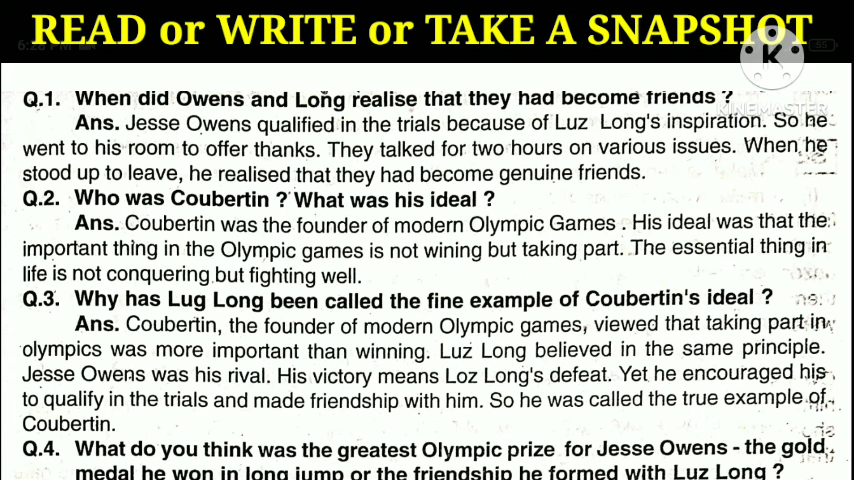 READ or WRITE or TAKE A SNAPSHOT
6:28 PM
55
K
KINEMASTER
Q.1. When did Owens and Long realise that they had become friends ?
Ans. Jesse Owens qualified in the trials because of Luz Long's inspiration. So he
went to his room to offer thanks. They talked for two hours on various issues. When he
stood up to leave, he realised that they had become genuine friends.
Q.2. Who was Coubertin ? What was his ideal ?
Ans. Coubertin was the founder of modern Olympic Games . His ideal was that the
important thing in the Olympic games is not wining but taking part. The essential thing in
life is not conquering but fighting well.
Q.3. Why has Lug Long been called the fine example of Coubertin's ideal ?
Ans. Coubertin, the founder of modern Olympic games, viewed that taking part in
olympics was more important than winning. Luz Long believed in the same principle.
Jesse Owens was his rival. His victory means Loz Long's defeat. Yet he encouraged his
to qualify in the trials and made friendship with him. So he was called the true example of
Coubertin.
Q.4. What do you think was the greatest Olympic prize for Jesse Owens - the gold
medal he won in long jump or the friendship he formed with Luz Long ?